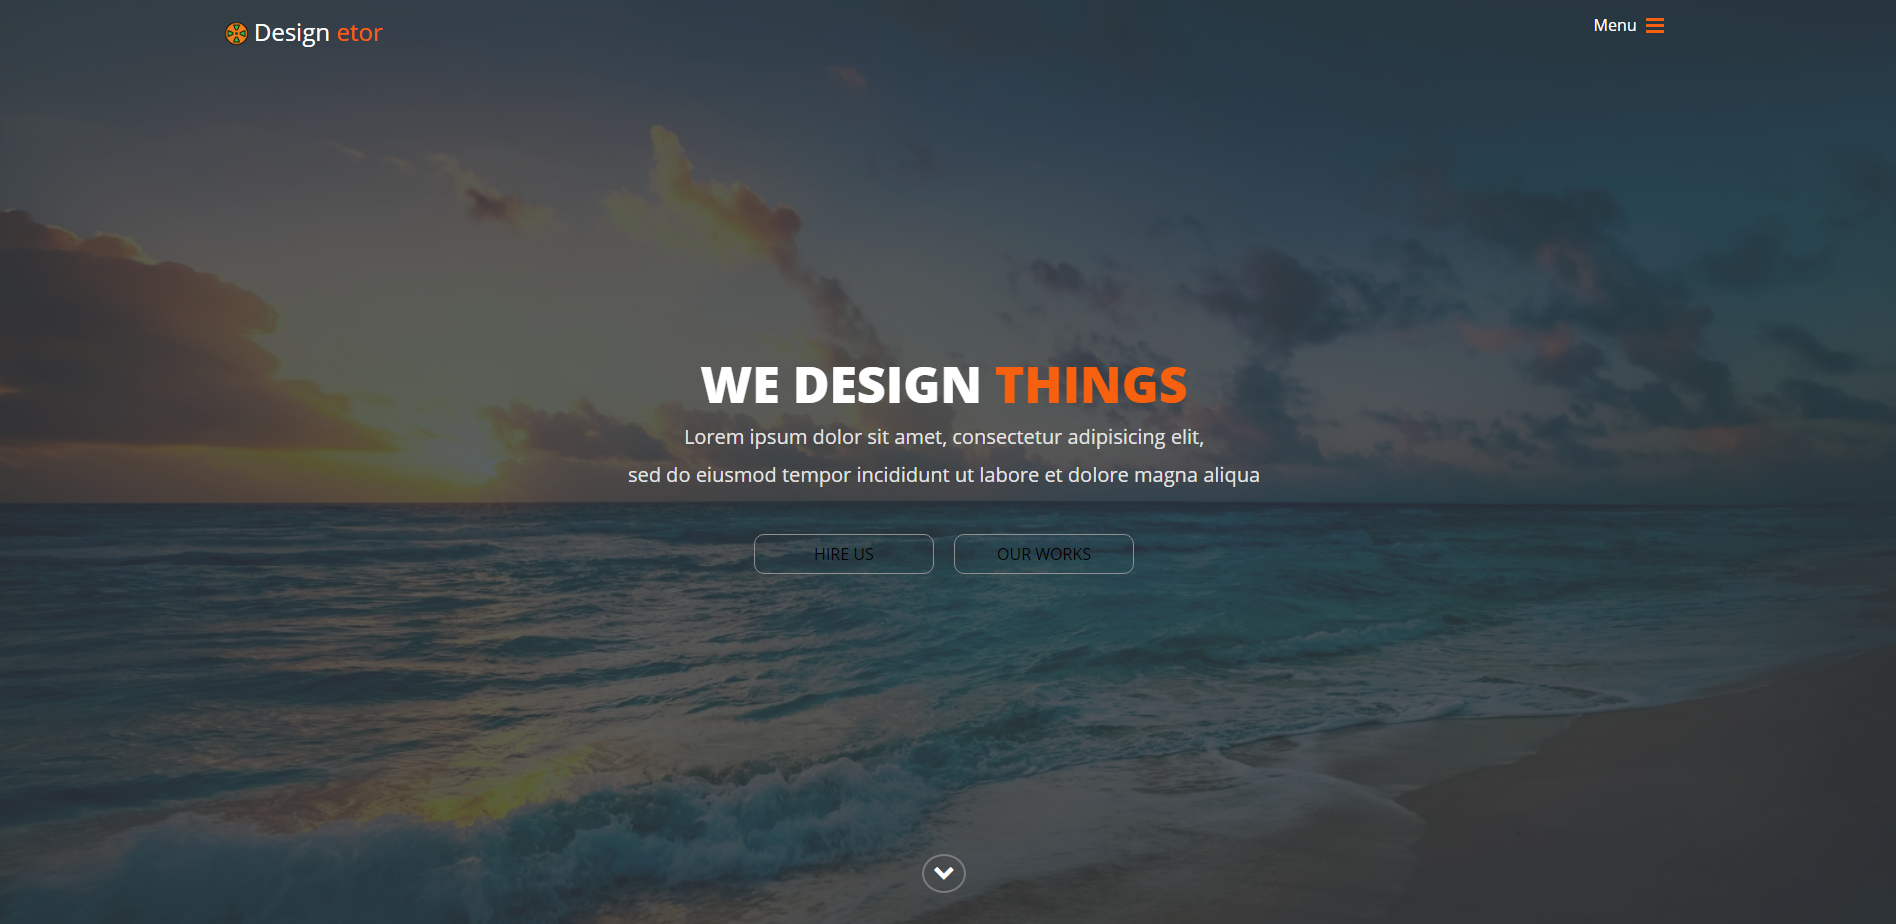 Design etor
Menu
WE DESIGN THINGS
Lorem ipsum dolor sit amet, consectetur adipisicing elit,
sed do eiusmod tempor incididunt ut labore et dolore magna aliqua
HIRE US
OUR WORKS